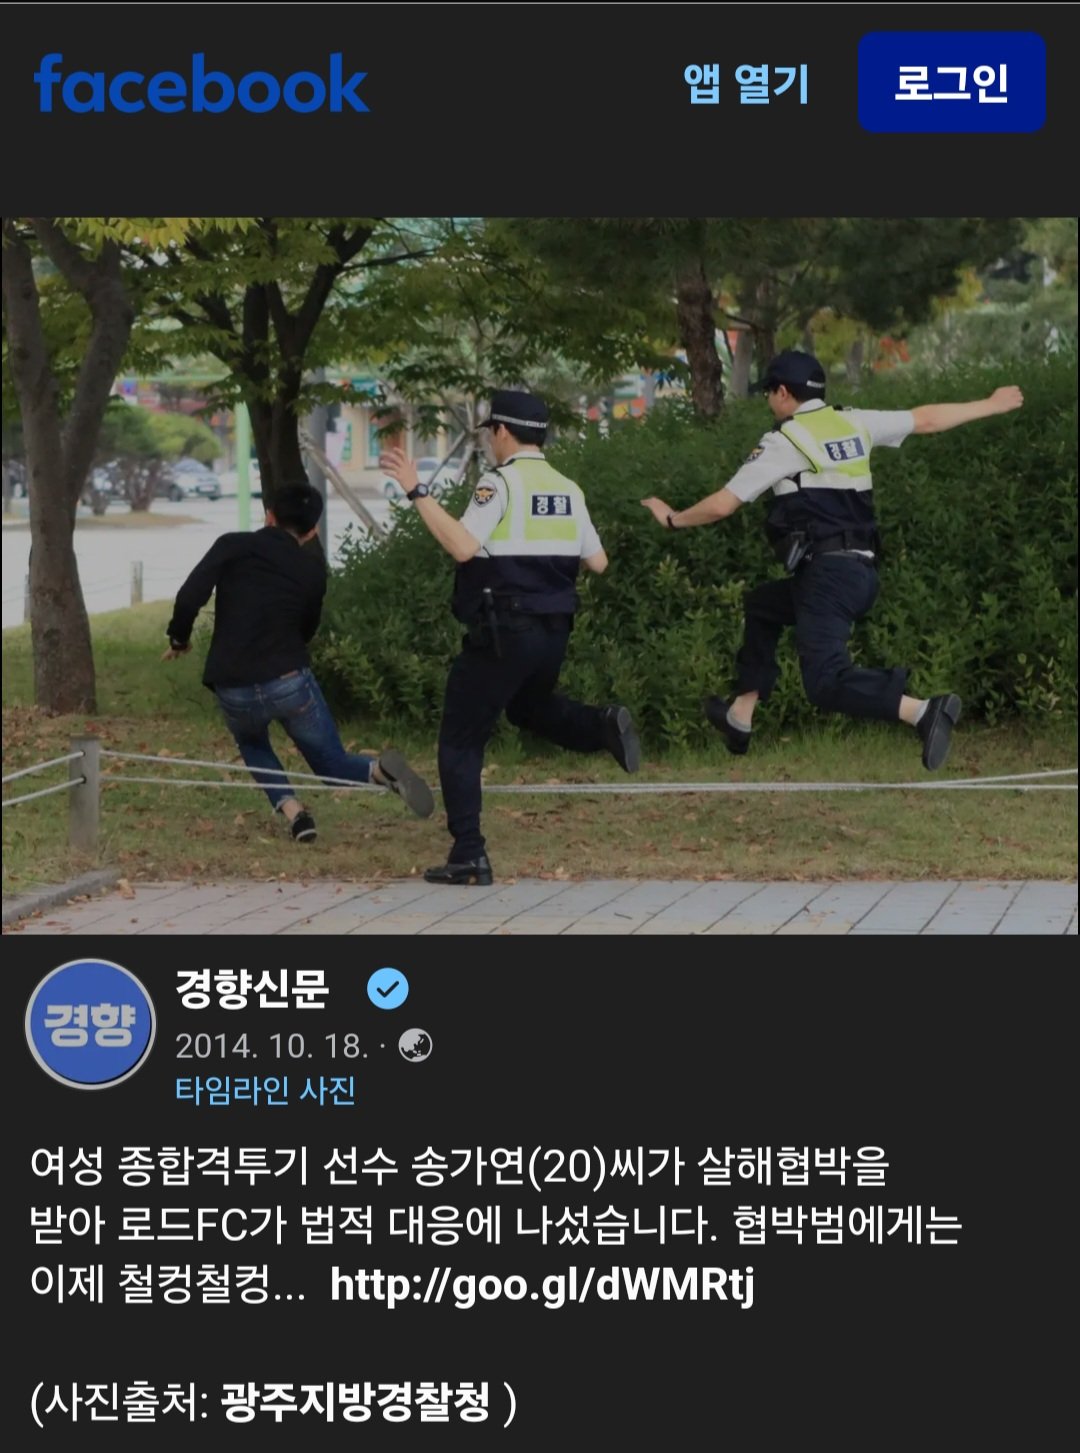 facebook
앱 열기
로그인
경찰
경찰
경향
경향신문
2014. 10. 18. ·
타임라인 사진
여성 종합격투기 선수 송가연(20)씨가 살해협박을
받아 로드FC가 법적 대응에 나섰습니다. 협박범에게는
이제 철컹철컹... http://goo.gl/dWMRtj
(사진출처: 광주지방경찰청 )